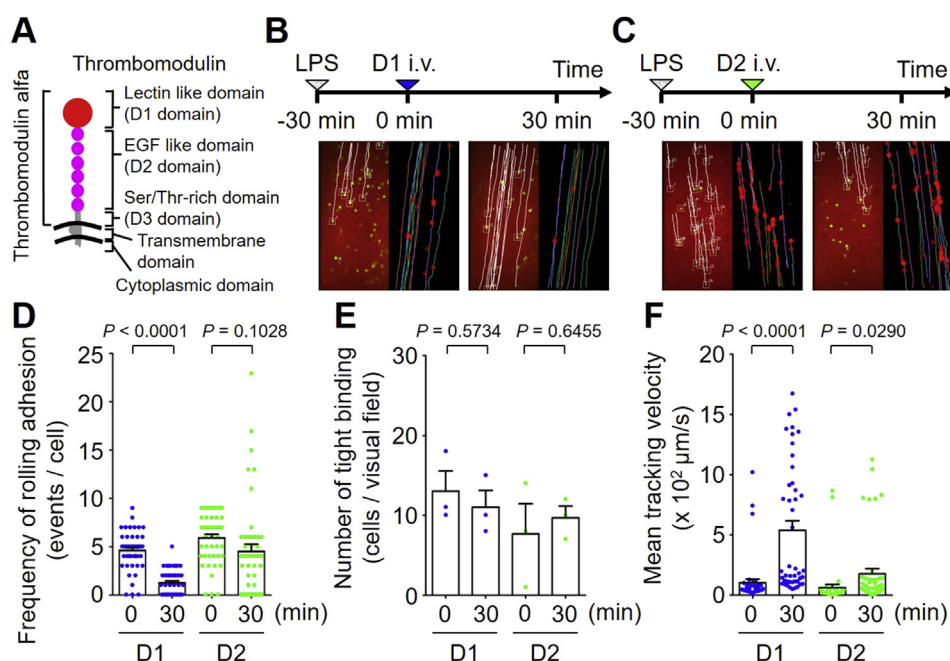 A
Thrombomodulin
Thrombomodulin alfa
Lectin like domain
(D1 domain)
EGF like domain
(D2 domain)
Ser/Thr-rich domain
(D3 domain)
Transmembrane
domain
Cytoplasmic domain
B
LPS
D1 i.v.
Time
-30 min
0 min
30 min
C
LPS
D2 i.v.
Time
-30 min
0 min
30 min
D
P < 0.0001
P = 0.1028
Frequency of rolling adhesion
(events / cell)
25
20
15
10
5
0
0
30
0
30
(min)
D1
D2
E
P = 0.5734
P = 0.6455
Number of tight binding
(cells / visual field)
30
20
10
0
0
30
0
30
(min)
D1
D2
F
P < 0.0001
P = 0.0290
Mean tracking velocity
(x 10² μm/s)
20
15
10
5
0
0
30
0
30
(min)
D1
D2